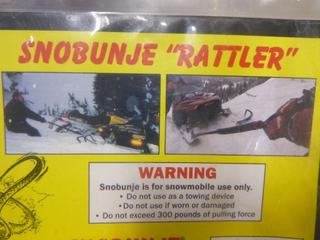 SNOBUNJE "RATTLER"
WARNING
Snobunje is for snowmobile use only.
• Do not use as a towing device
• Do not use if worn or damaged
• Do not exceed 300 pounds of pulling force